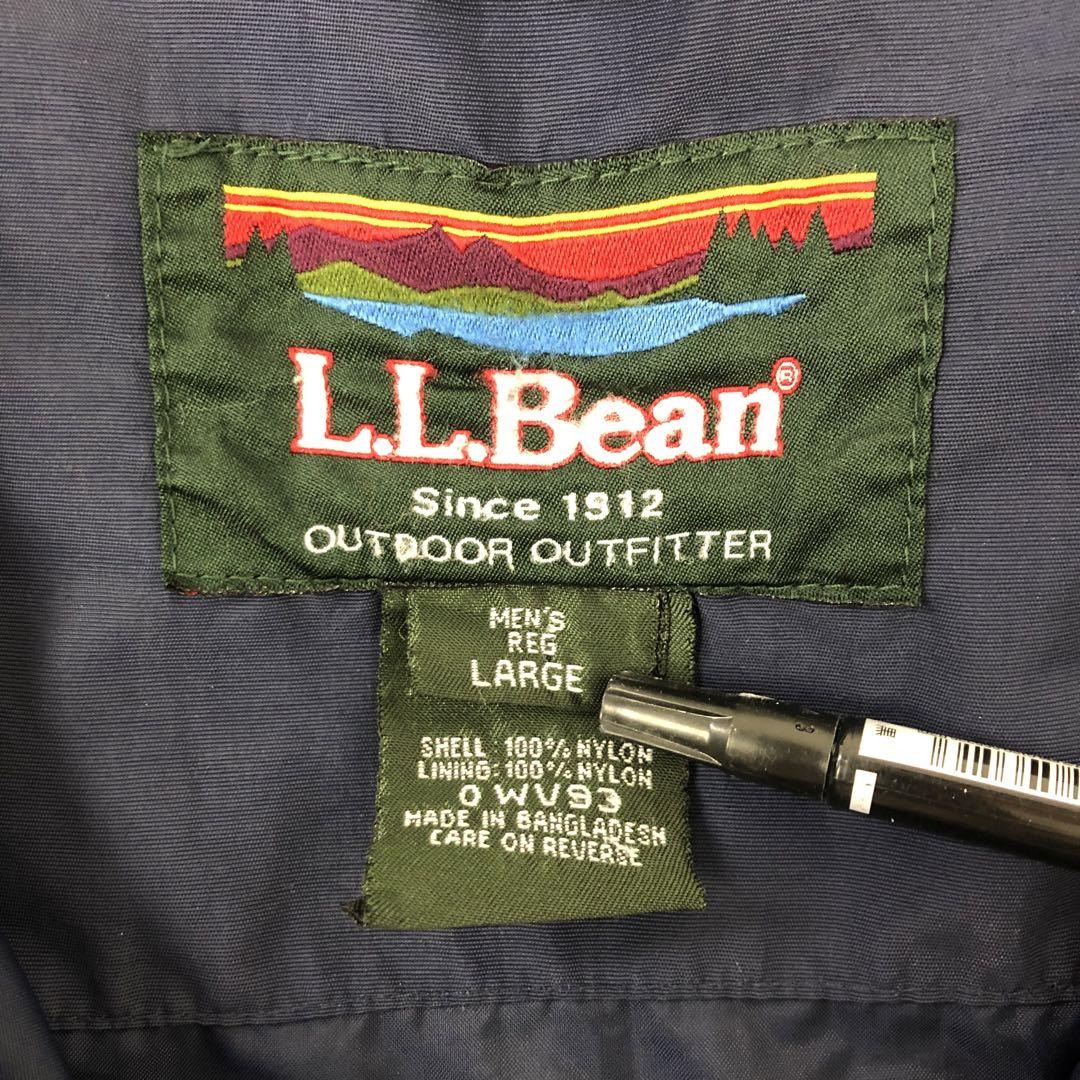 L.L.Bean®
Since 1912
OUTDOOR OUTFITTER
MEN'S
REG
LARGE
SHELL: 100% NYLON
LINING: 100% NYLON
0 WV93
MADE IN BANGLADESH
CARE ON REVERSE